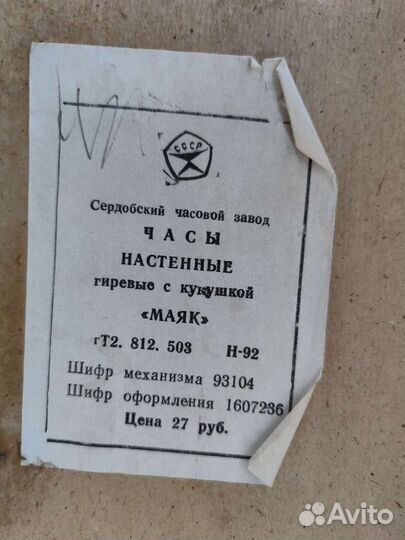 СССР
Сердобский часовой завод
ЧАСЫ
НАСТЕННЫЕ
гиревые с кукушкой
«МАЯК»
гТ2. 812. 503 Н-92
Шифр механизма 93104
Шифр оформления 1607236
Цена 27 руб.
Avito